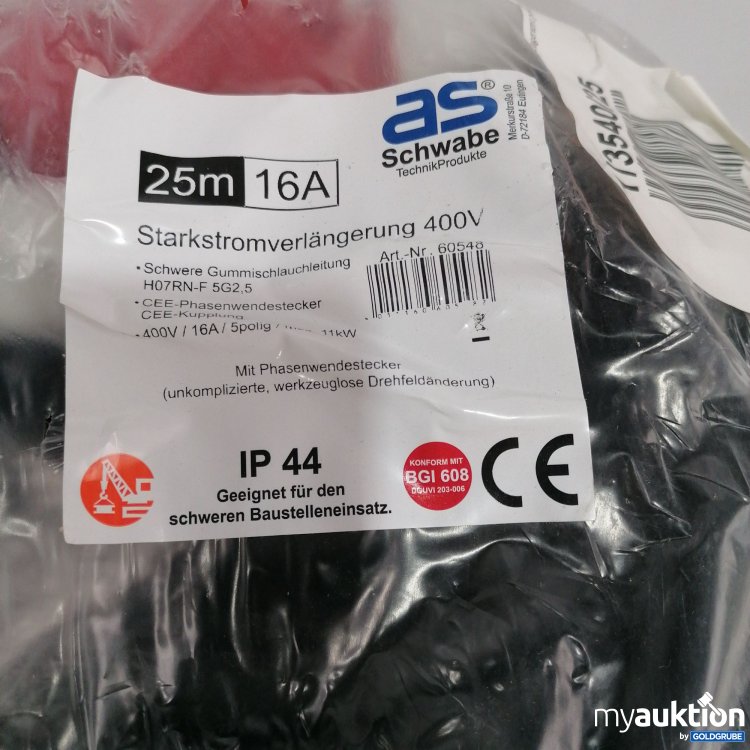 as®
Schwabe
TechnikProdukte
Merkurstraße 10
D-72184 Eutingen
25m 16A
Starkstromverlängerung 400V
Art.-Nr. 60548
•Schwere Gummischlauchleitung
H07RN-F 5G2,5
•CEE-Phasenwendestecker
CEE-Kupplung
•400V / 16A / 5polig / 11kW
Mit Phasenwendestecker
(unkomplizierte, werkzeuglose Drehfeldänderung)
IP 44
Geeignet für den
schweren Baustelleneinsatz.
KONFORM MIT
BGI 608
DGUVI 203-006
CE
17354025
myauktion
by GOLDGRUBE